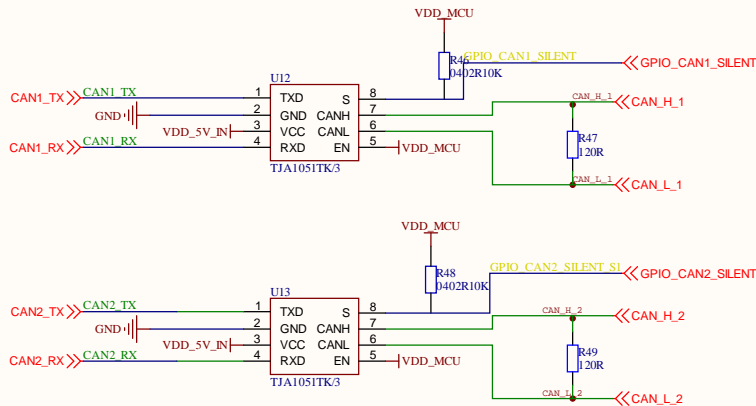 VDD_MCU
R46
0402R10K
GPIO_CAN1_SILENT
GPIO_CAN1_SILENT
U12
CAN1_TX
CAN1_TX
1
TXD
S
8
CAN_H_1
CAN_H_1
GND
2
GND
CANH
7
VDD_5V_IN
3
VCC
CANL
6
R47
120R
CAN1_RX
CAN1_RX
4
RXD
EN
5
VDD_MCU
TJA1051TK/3
CAN_L_1
CAN_L_1
VDD_MCU
R48
0402R10K
GPIO_CAN2_SILENT_S1
GPIO_CAN2_SILENT
U13
CAN2_TX
CAN2_TX
1
TXD
S
8
CAN_H_2
CAN_H_2
GND
2
GND
CANH
7
VDD_5V_IN
3
VCC
CANL
6
R49
120R
CAN2_RX
CAN2_RX
4
RXD
EN
5
VDD_MCU
TJA1051TK/3
CAN_L_2
CAN_L_2